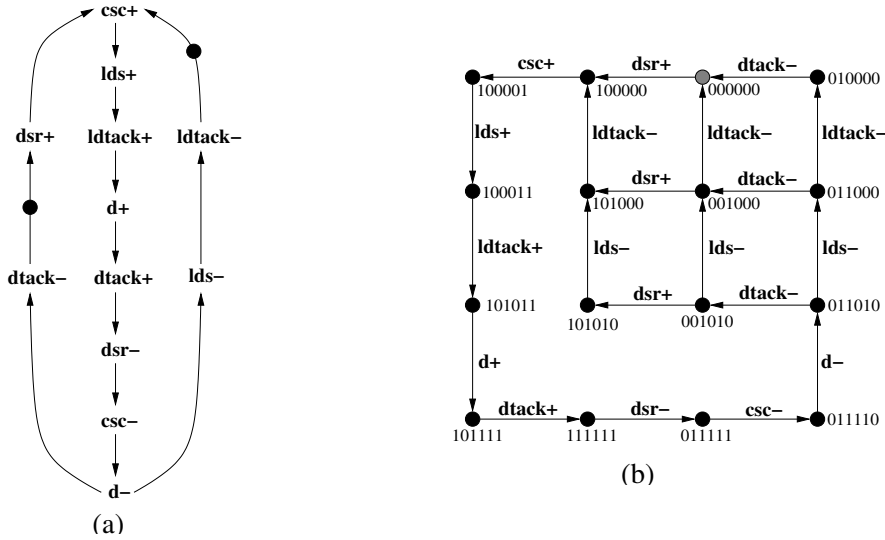 csc+
lds+
dsr+ ldtack+ ldtack−
d+
dtack− dtack+ lds−
dsr−
csc−
d−
(a)
csc+ dsr+ dtack−
100001 100000 000000 010000
lds+ ldtack− ldtack− ldtack−
dsr+ dtack−
100011 101000 001000 011000
ldtack+ lds− lds− lds−
dsr+ dtack−
101011 101010 001010 011010
d+ d−
dtack+ dsr− csc−
101111 111111 011111 011110
(b)